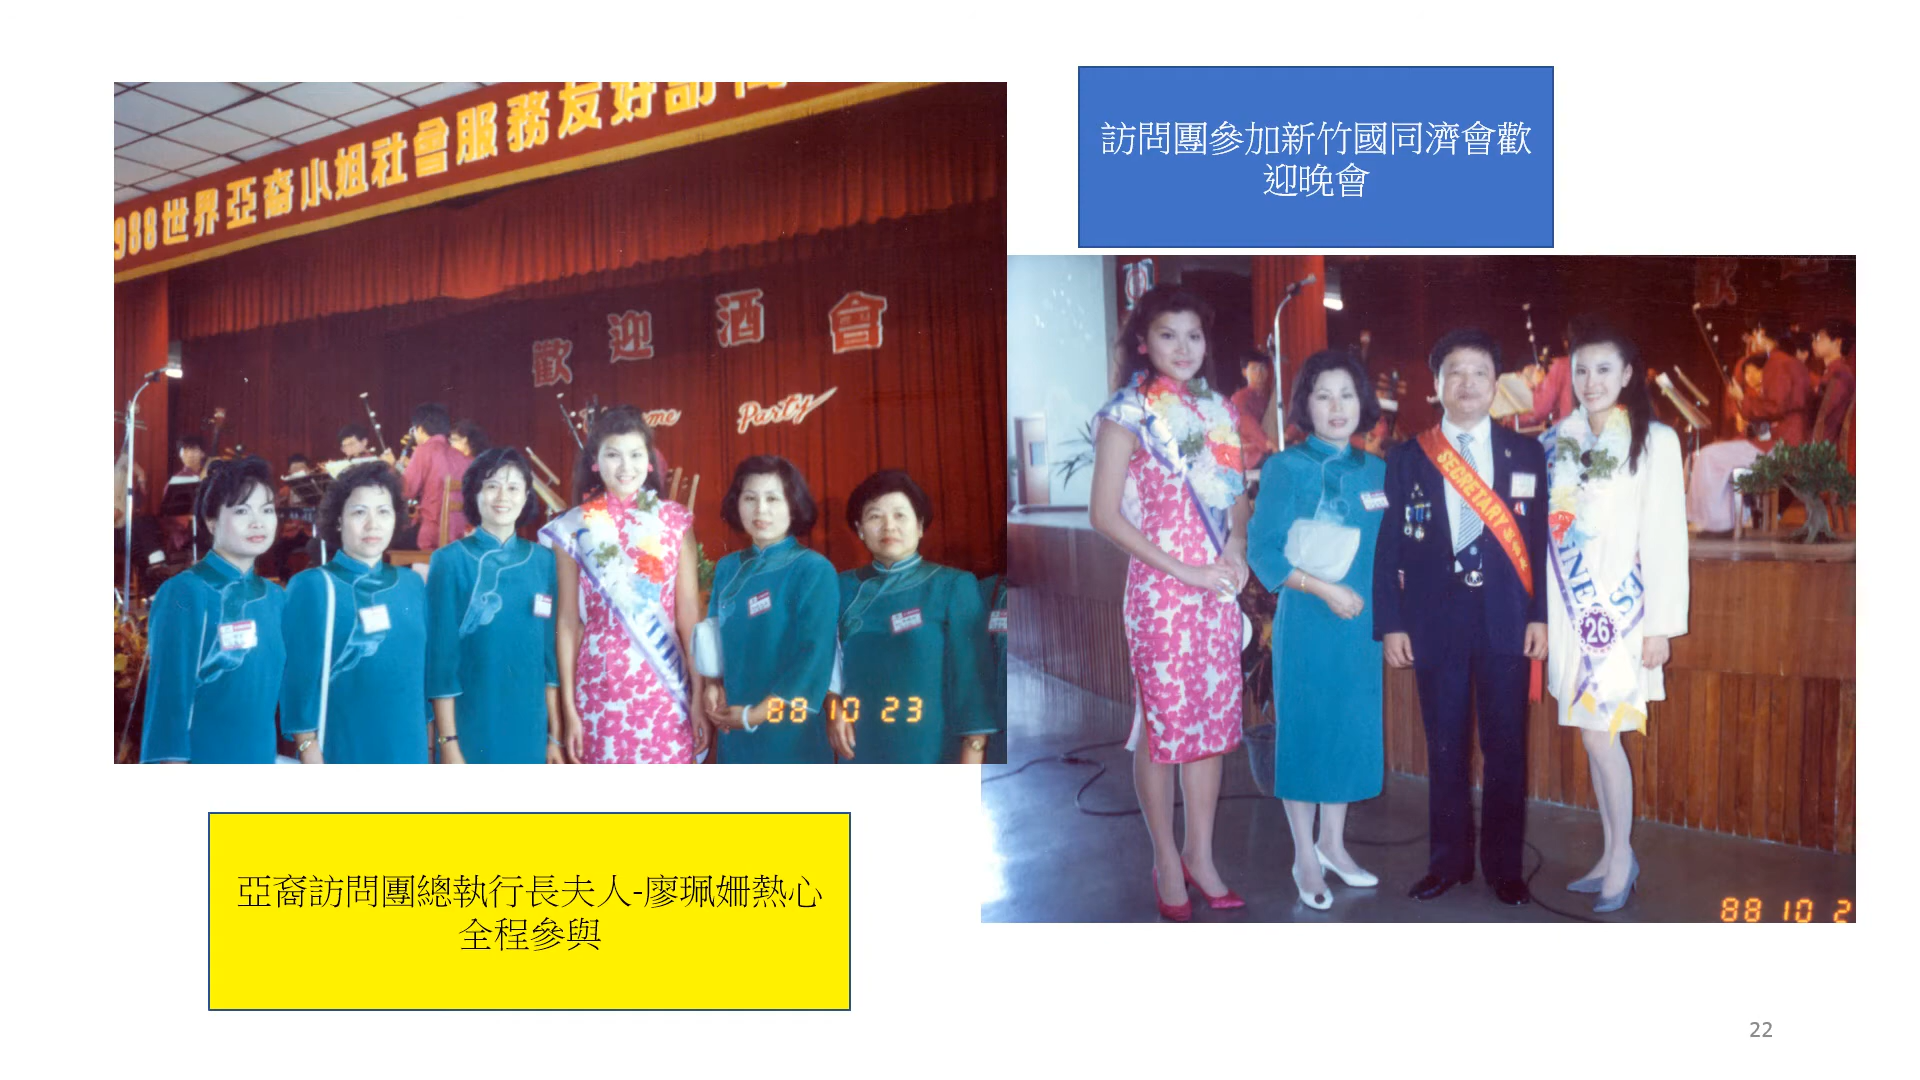 1988世界亞裔小姐社會服務友好訪問
歡迎酒會
Party
88 10 23
訪問團參加新竹國同濟會歡
迎晚會
SECRETARY
26
88 10 2
亞裔訪問團總執行長夫人-廖珮姍熱心
全程參與
22